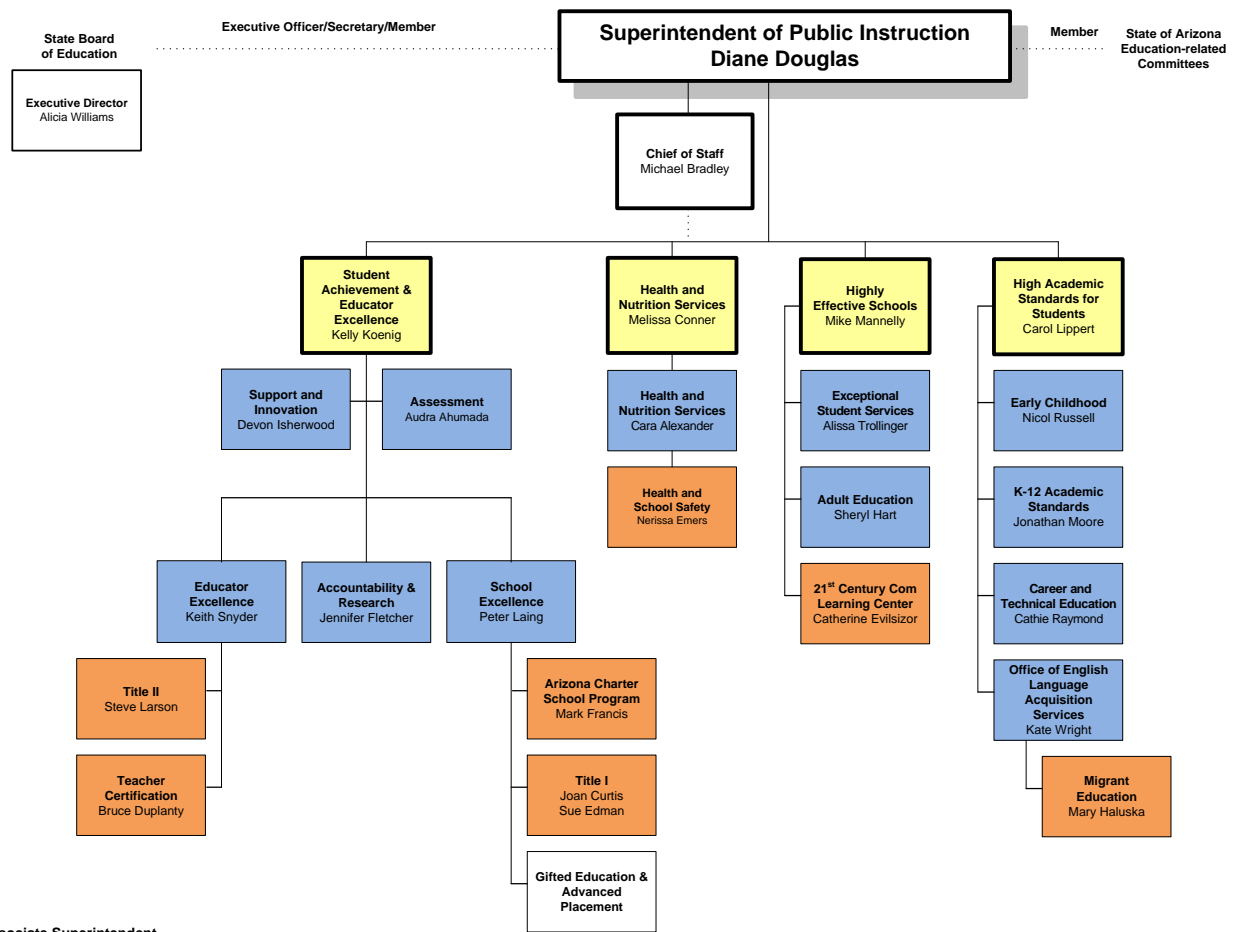 State Board
of Education
Executive Officer/Secretary/Member
Superintendent of Public Instruction
Diane Douglas
Member
State of Arizona
Education-related
Committees
Executive Director
Alicia Williams
Chief of Staff
Michael Bradley
Student
Achievement &
Educator
Excellence
Kelly Koenig
Health and
Nutrition Services
Melissa Conner
Highly
Effective Schools
Mike Mannelly
High Academic
Standards for
Students
Carol Lippert
Support and
Innovation
Devon Isherwood
Assessment
Audra Ahumada
Health and
Nutrition Services
Cara Alexander
Exceptional
Student Services
Alissa Trollinger
Early Childhood
Nicol Russell
Health and
School Safety
Nerissa Emers
Adult Education
Sheryl Hart
K-12 Academic
Standards
Jonathan Moore
Educator
Excellence
Keith Snyder
Accountability &
Research
Jennifer Fletcher
School
Excellence
Peter Laing
21st Century Com
Learning Center
Catherine Evilsizor
Career and
Technical Education
Cathie Raymond
Title II
Steve Larson
Arizona Charter
School Program
Mark Francis
Office of English
Language
Acquisition
Services
Kate Wright
Teacher
Certification
Bruce Duplanty
Title I
Joan Curtis
Sue Edman
Migrant
Education
Mary Haluska
Gifted Education &
Advanced
Placement
Superintendent